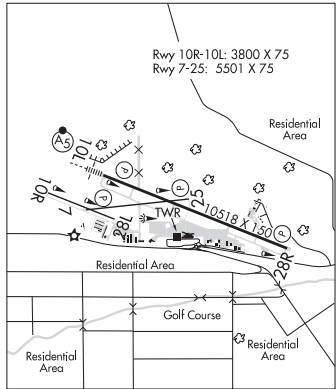 Rwy 10R-10L: 3800 X 75
Rwy 7-25: 5501 X 75
Residential
Area
A5
10L
P
10R
P
25
P
7
28L
TWR
10518 X 150
28R
Residential Area
Golf Course
Residential
Area
Residential
Area